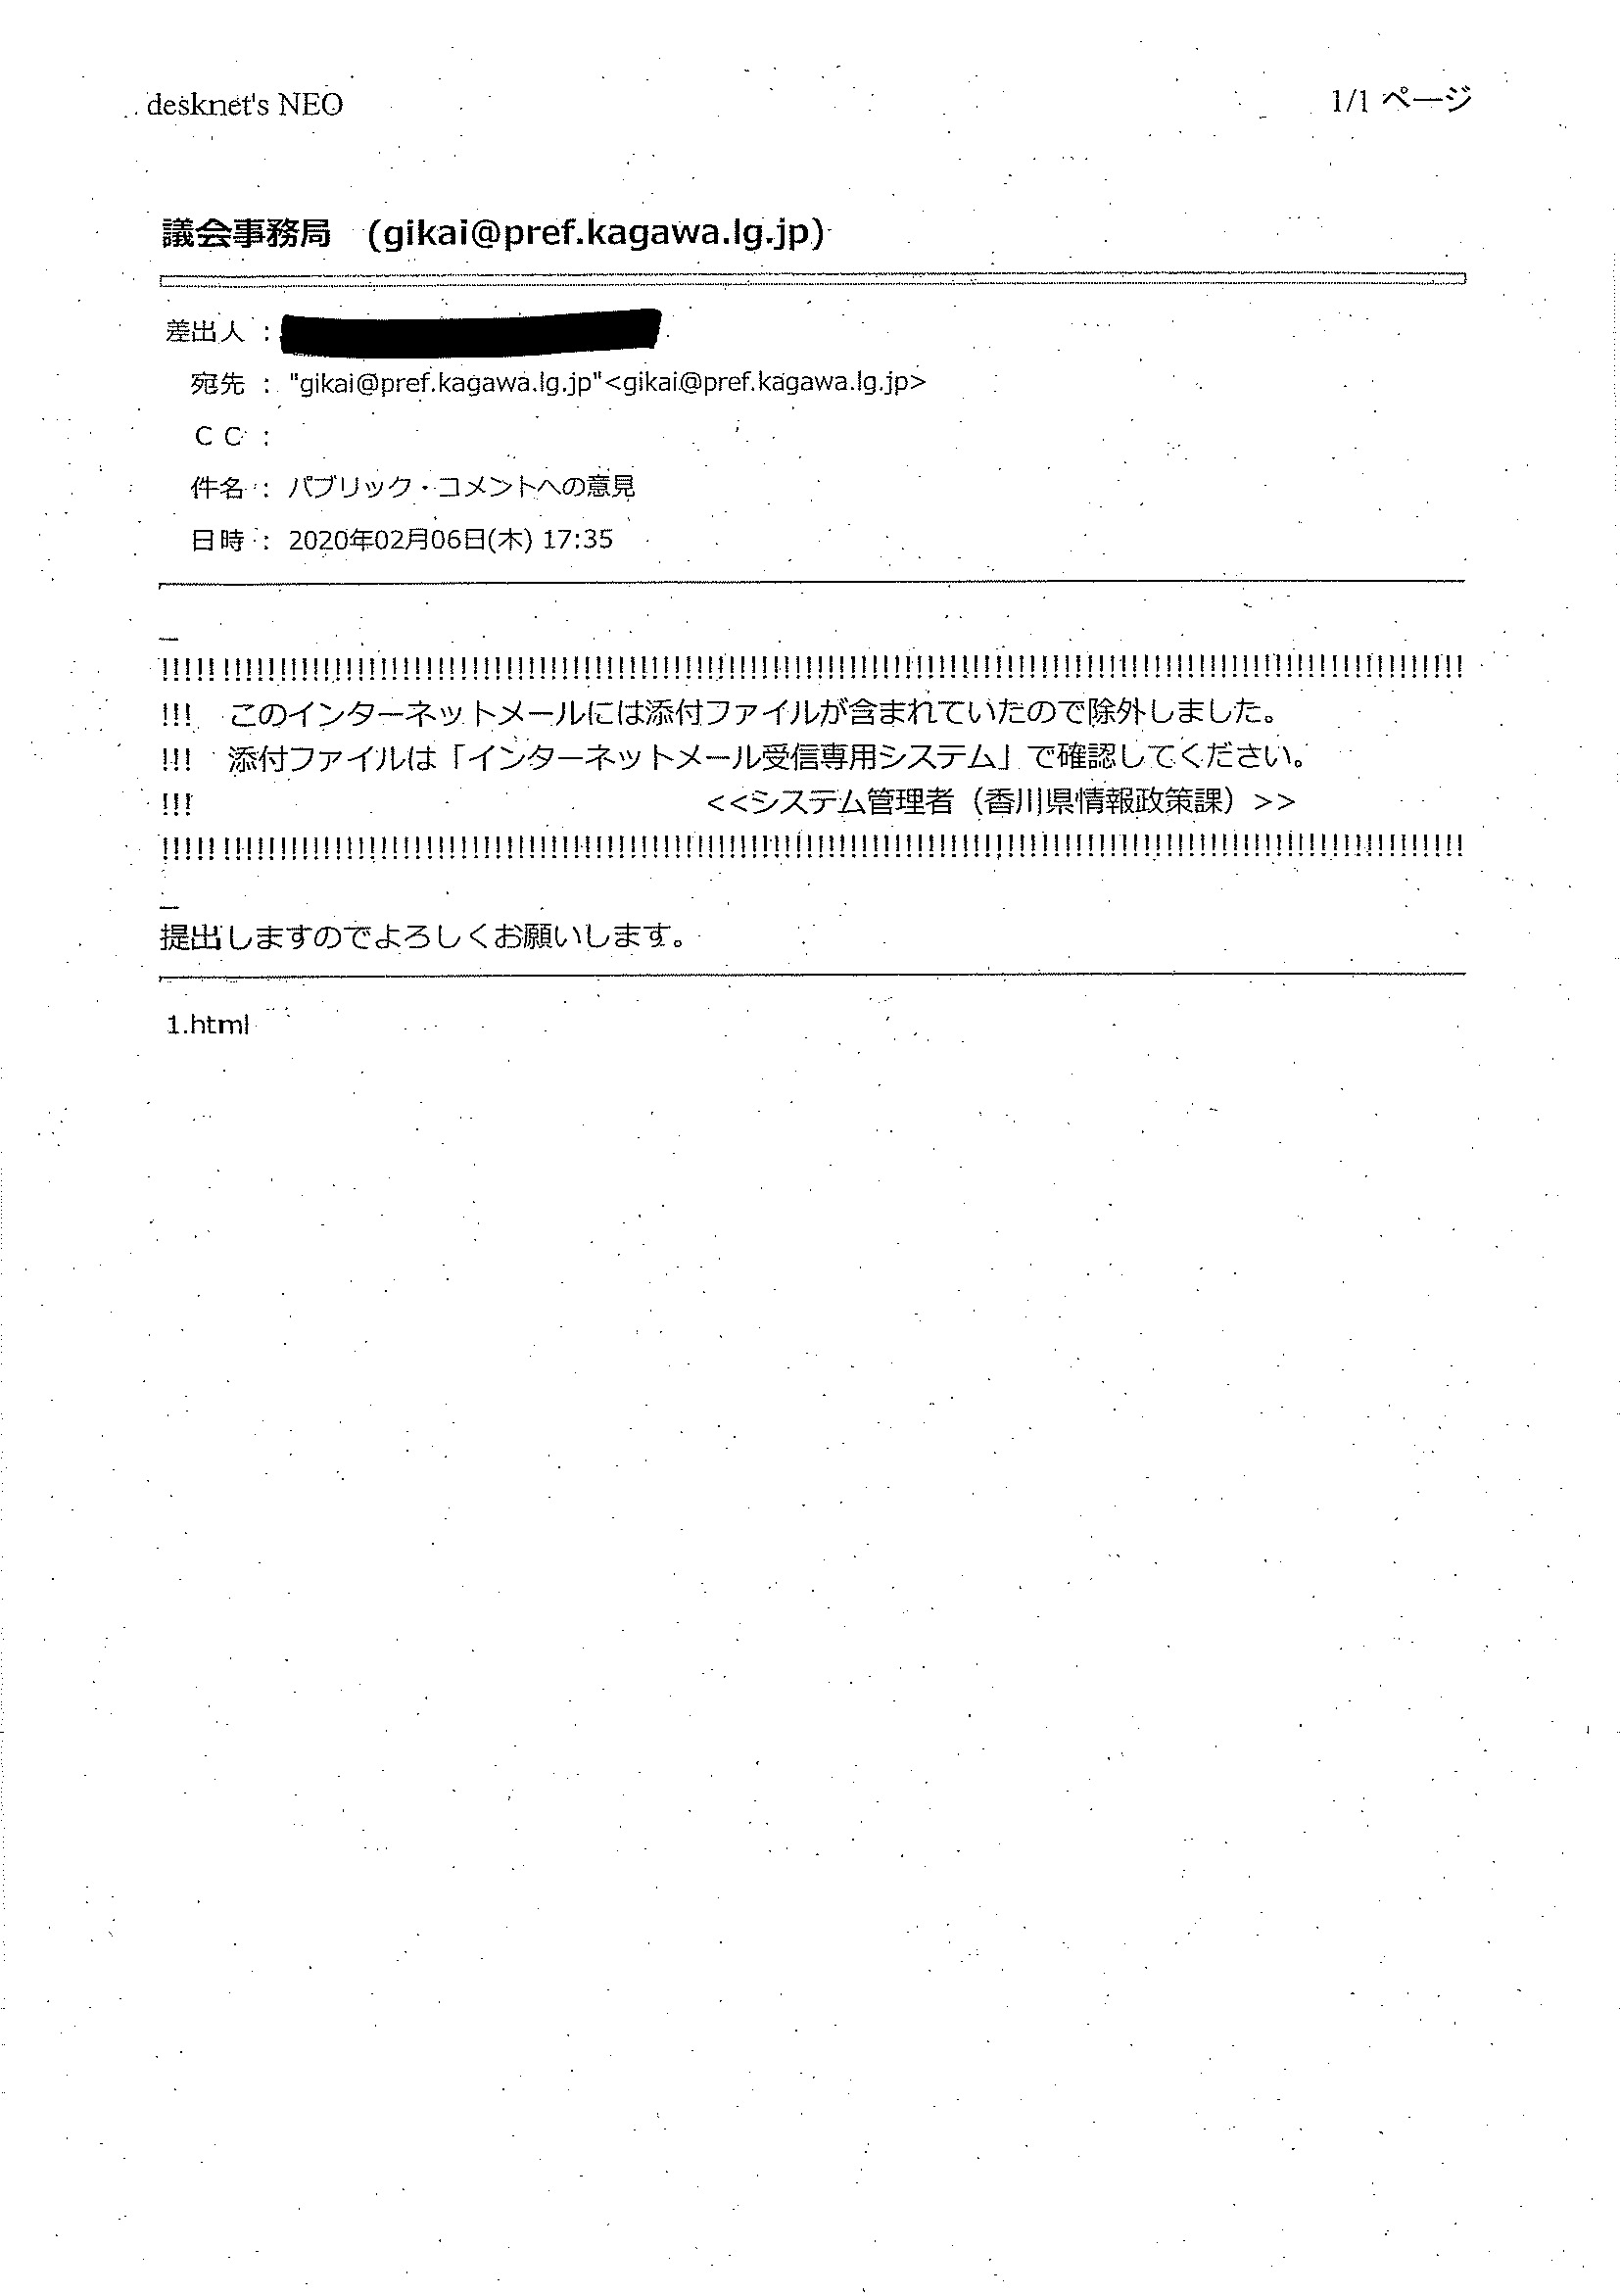 desknet's NEO
1/1 ページ
議会事務局　(gikai@pref.kagawa.lg.jp)
差出人 :
宛先 : "gikai@pref.kagawa.lg.jp"<gikai@pref.kagawa.lg.jp>
ＣＣ :
件名 : パブリック・コメントへの意見
日時 : 2020年02月06日(木) 17:35
!!!!!!!!!!!!!!!!!!!!!!!!!!!!!!!!!!!!!!!!!!!!!!!!!!!!!!!!!!!!!!!!!!!!!!!!!!!!!!!!!!!!!!!!!!!!!!!!!!!!!!!!!!!!!!
!!!　このインターネットメールには添付ファイルが含まれていたので除外しました。
!!!　添付ファイルは「インターネットメール受信専用システム」で確認してください。
!!!　<<システム管理者（香川県情報政策課）>>
!!!!!!!!!!!!!!!!!!!!!!!!!!!!!!!!!!!!!!!!!!!!!!!!!!!!!!!!!!!!!!!!!!!!!!!!!!!!!!!!!!!!!!!!!!!!!!!!!!!!!!!!!!!!!!
提出しますのでよろしくお願いします。
1.html